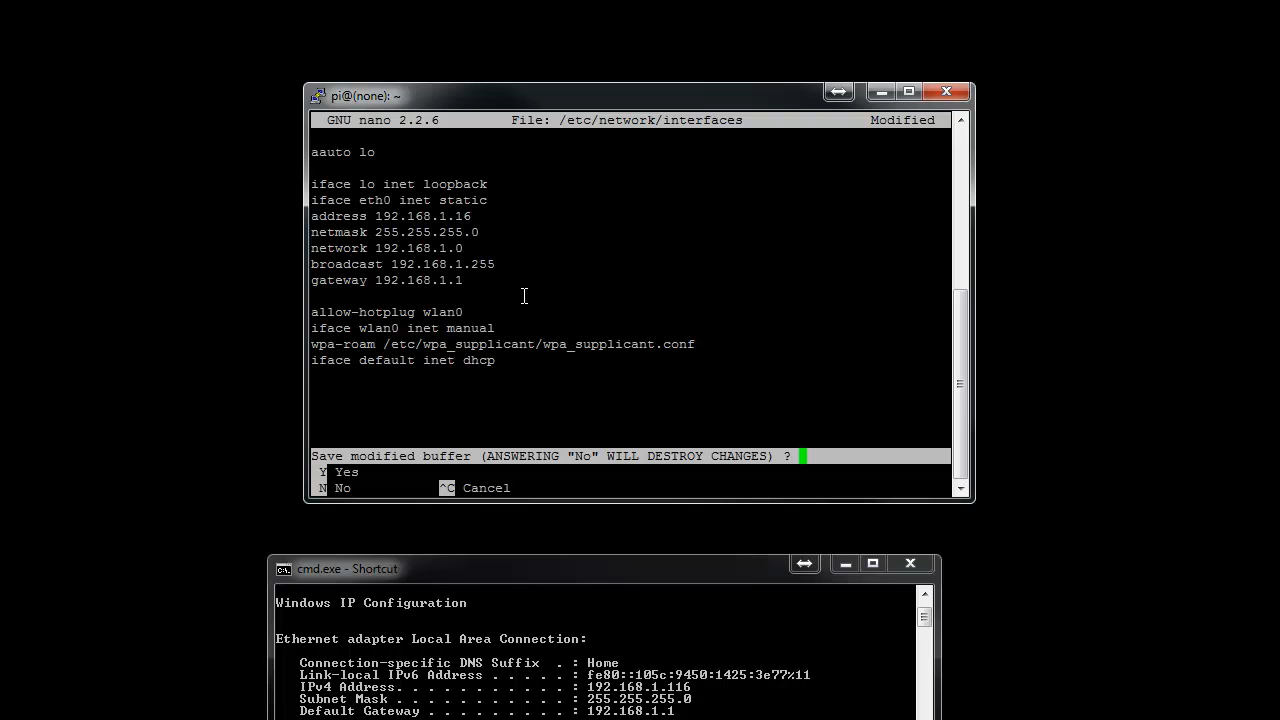 pi@(none): ~
GNU nano 2.2.6 File: /etc/network/interfaces Modified
aauto lo
iface lo inet loopback
iface eth0 inet static
address 192.168.1.16
netmask 255.255.255.0
network 192.168.1.0
broadcast 192.168.1.255
gateway 192.168.1.1
allow-hotplug wlan0
iface wlan0 inet manual
wpa-roam /etc/wpa_supplicant/wpa_supplicant.conf
iface default inet dhcp
Save modified buffer (ANSWERING "No" WILL DESTROY CHANGES) ?
Y Yes
N No ^C Cancel
cmd.exe - Shortcut
Windows IP Configuration
Ethernet adapter Local Area Connection:
Connection-specific DNS Suffix . : Home
Link-local IPv6 Address . . . . . : fe80::105c:9450:1425:3e77%11
IPv4 Address. . . . . . . . . . . : 192.168.1.116
Subnet Mask . . . . . . . . . . . : 255.255.255.0
Default Gateway . . . . . . . . . : 192.168.1.1